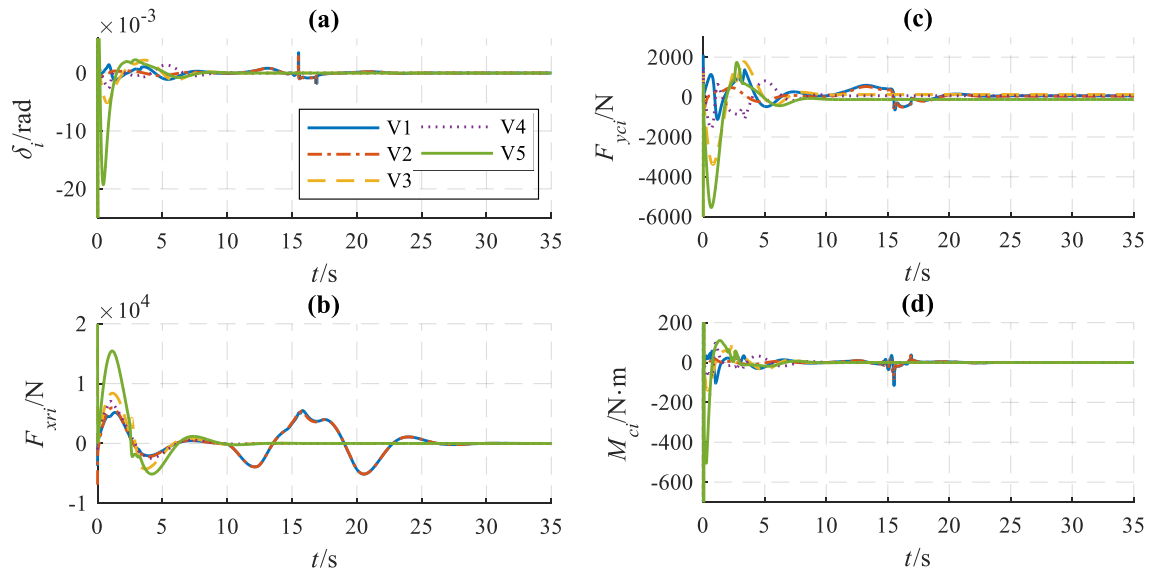 (a)
×10⁻³
0
-10
-20
δᵢ/rad
V1
V2
V3
V4
V5
0 5 10 15 20 25 30 35
t/s
(c)
2000
0
-2000
-4000
-6000
F_yci/N
0 5 10 15 20 25 30 35
t/s
(b)
×10⁴
2
1
0
-1
F_xri/N
0 5 10 15 20 25 30 35
t/s
(d)
200
0
-200
-400
-600
M_ci/N·m
0 5 10 15 20 25 30 35
t/s